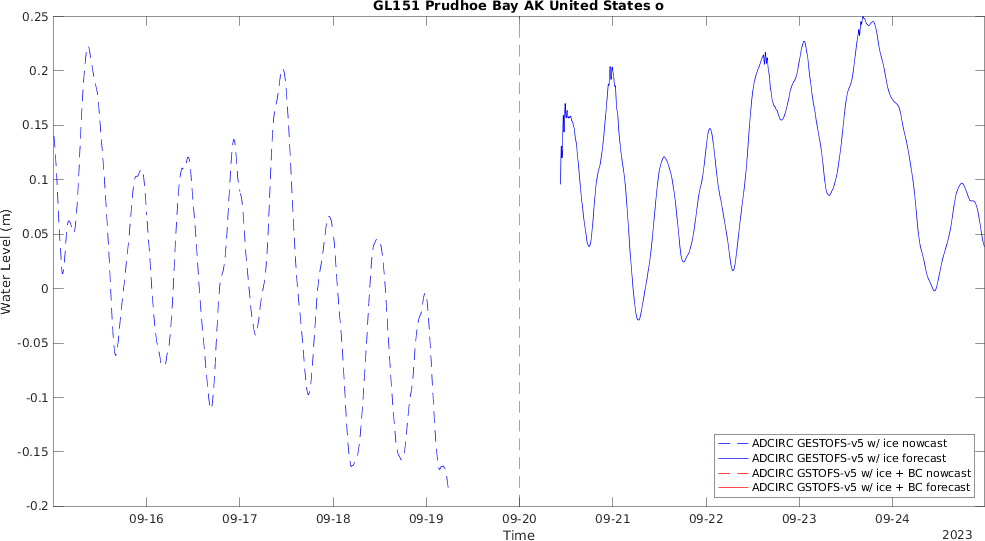 GL151 Prudhoe Bay AK United States o
0.25
0.2
0.15
0.1
0.05
0
-0.05
-0.1
-0.15
-0.2
Water Level (m)
ADCIRC GESTOFS-v5 w/ ice nowcast
ADCIRC GESTOFS-v5 w/ ice forecast
ADCIRC GSTOFS-v5 w/ ice + BC nowcast
ADCIRC GSTOFS-v5 w/ ice + BC forecast
09-16 09-17 09-18 09-19 09-20 09-21 09-22 09-23 09-24
Time
2023